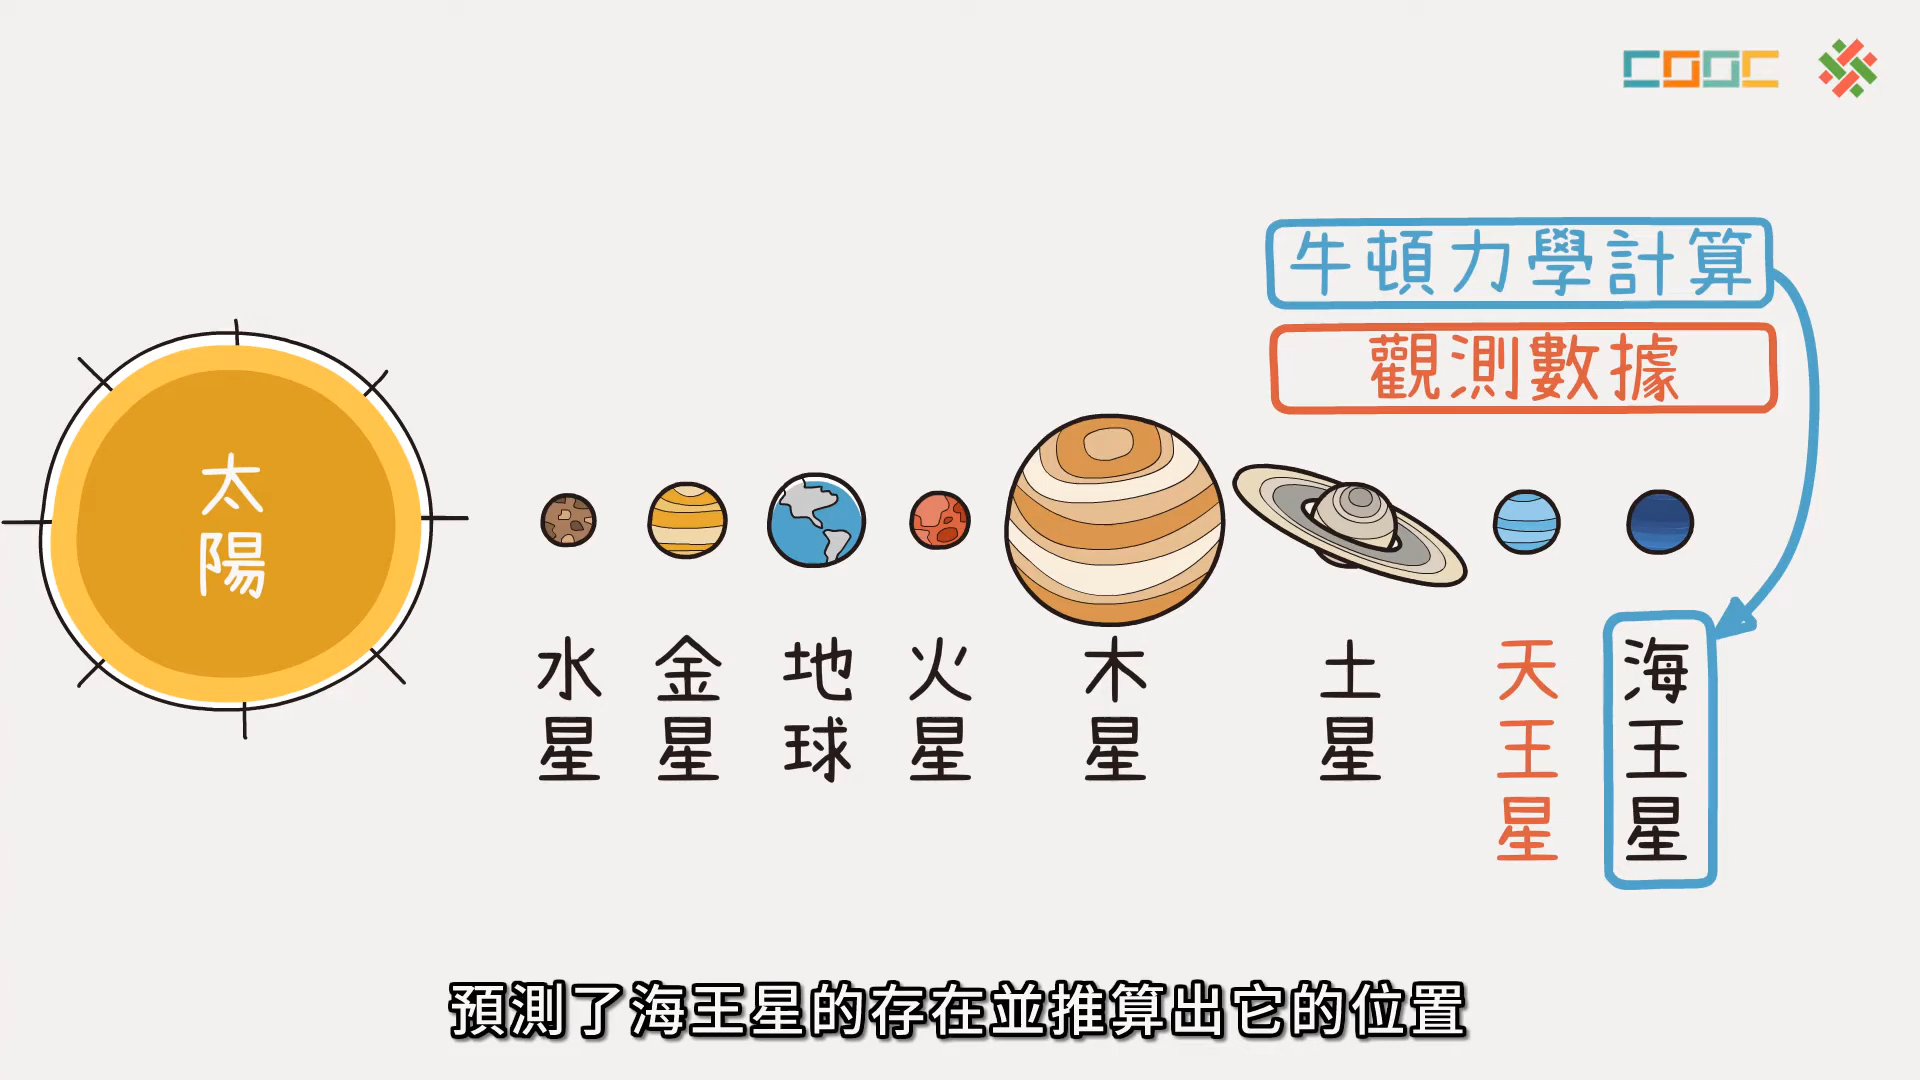 COOC
牛頓力學計算
觀測數據
太陽
水星
金星
地球
火星
木星
土星
天王星
海王星
預測了海王星的存在並推算出它的位置